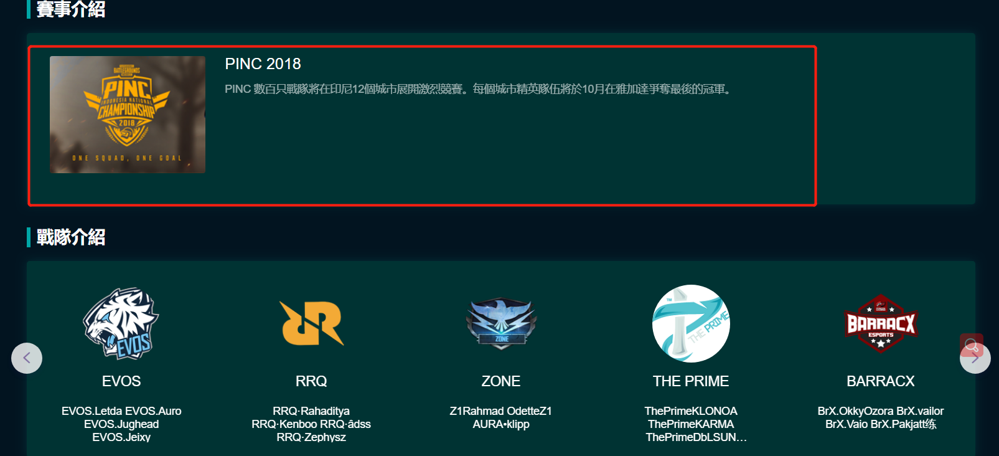 賽事介紹
PINC 2018
PINC 數百只戰隊將在印尼12個城市展開激烈競賽。每個城市精英隊伍將於10月在雅加達爭奪最後的冠軍。
BATTLEGROUNDS
PINC
INDONESIA NATIONAL
CHAMPIONSHIP
2018
ONE SQUAD, ONE GOAL
戰隊介紹
EVOS
R
ZONE
THE PRIME
TM
BARRACX
ESPORTS
EVOS
RRQ
ZONE
THE PRIME
BARRACX
EVOS.Letda EVOS.Auro
EVOS.Jughead
EVOS.Jeixy
RRQ·Rahaditya
RRQ·Kenboo RRQ·âdss
RRQ·Zephysz
Z1Rahmad OdetteZ1
AURA•klipp
ThePrimeKLONOA
ThePrimeKARMA
ThePrimeDbLSUN…
BrX.OkkyOzora BrX.vailor
BrX.Vaio BrX.Pakjatt练